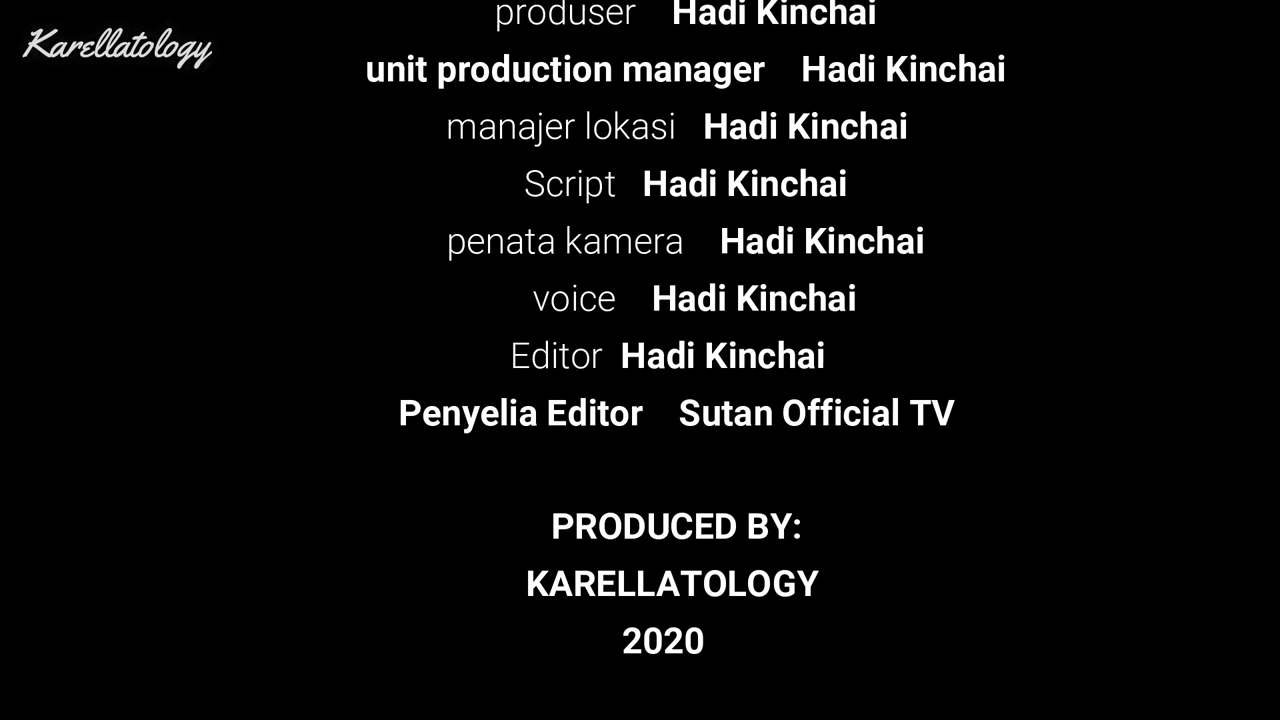 Karellatology
produser Hadi Kinchai
unit production manager Hadi Kinchai
manajer lokasi Hadi Kinchai
Script Hadi Kinchai
penata kamera Hadi Kinchai
voice Hadi Kinchai
Editor Hadi Kinchai
Penyelia Editor Sutan Official TV
PRODUCED BY:
KARELLATOLOGY
2020